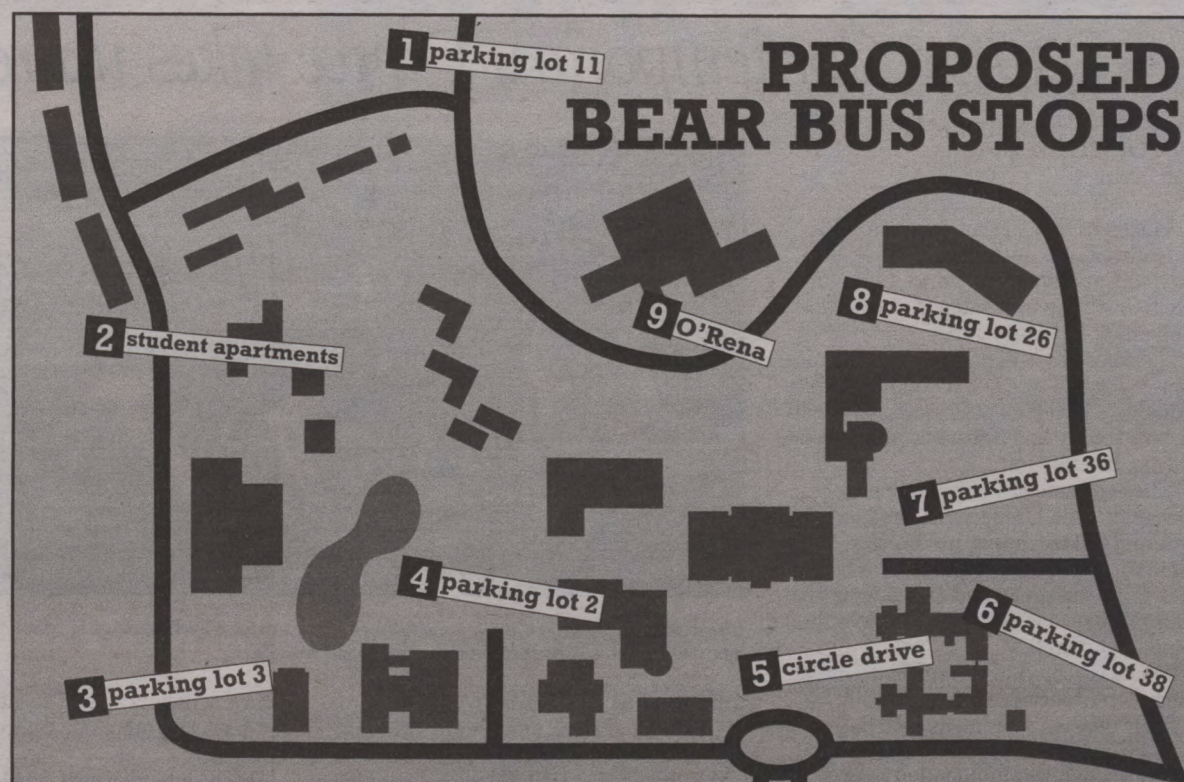 PROPOSED
BEAR BUS STOPS
1 parking lot 11
2 student apartments
3 parking lot 3
4 parking lot 2
5 circle drive
6 parking lot 38
7 parking lot 36
8 parking lot 26
9 O'Rena